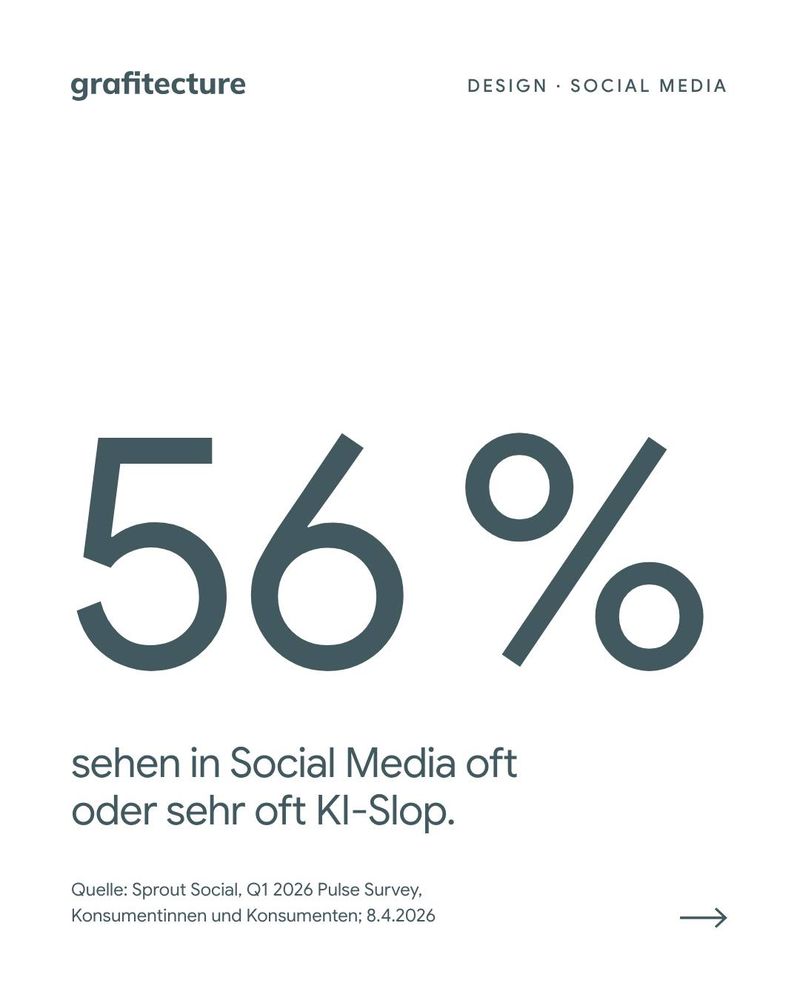 grafitecture
DESIGN · SOCIAL MEDIA
56 %
sehen in Social Media oft
oder sehr oft KI-Slop.
Quelle: Sprout Social, Q1 2026 Pulse Survey,
Konsumentinnen und Konsumenten; 8.4.2026